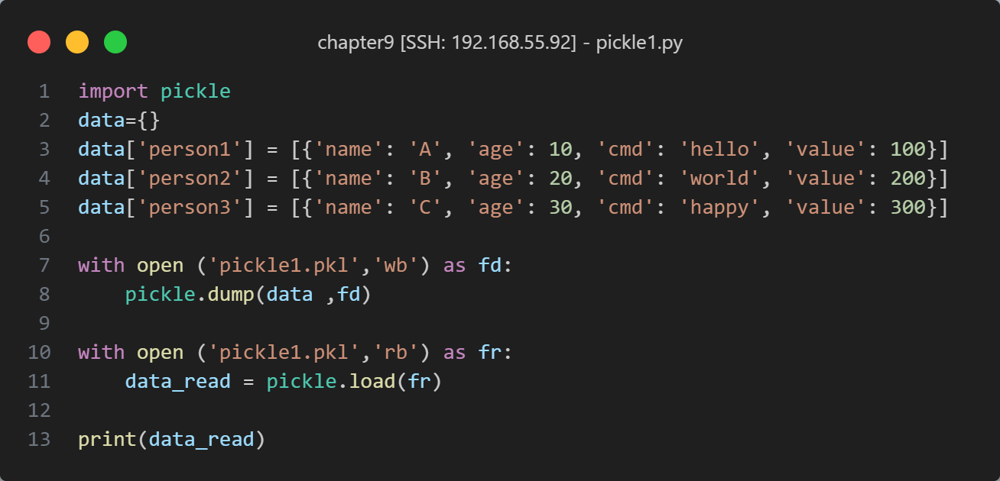 chapter9 [SSH: 192.168.55.92] - pickle1.py
1 import pickle
2 data={}
3 data['person1'] = [{'name': 'A', 'age': 10, 'cmd': 'hello', 'value': 100}]
4 data['person2'] = [{'name': 'B', 'age': 20, 'cmd': 'world', 'value': 200}]
5 data['person3'] = [{'name': 'C', 'age': 30, 'cmd': 'happy', 'value': 300}]
6
7 with open ('pickle1.pkl','wb') as fd:
8     pickle.dump(data ,fd)
9
10 with open ('pickle1.pkl','rb') as fr:
11     data_read = pickle.load(fr)
12
13 print(data_read)